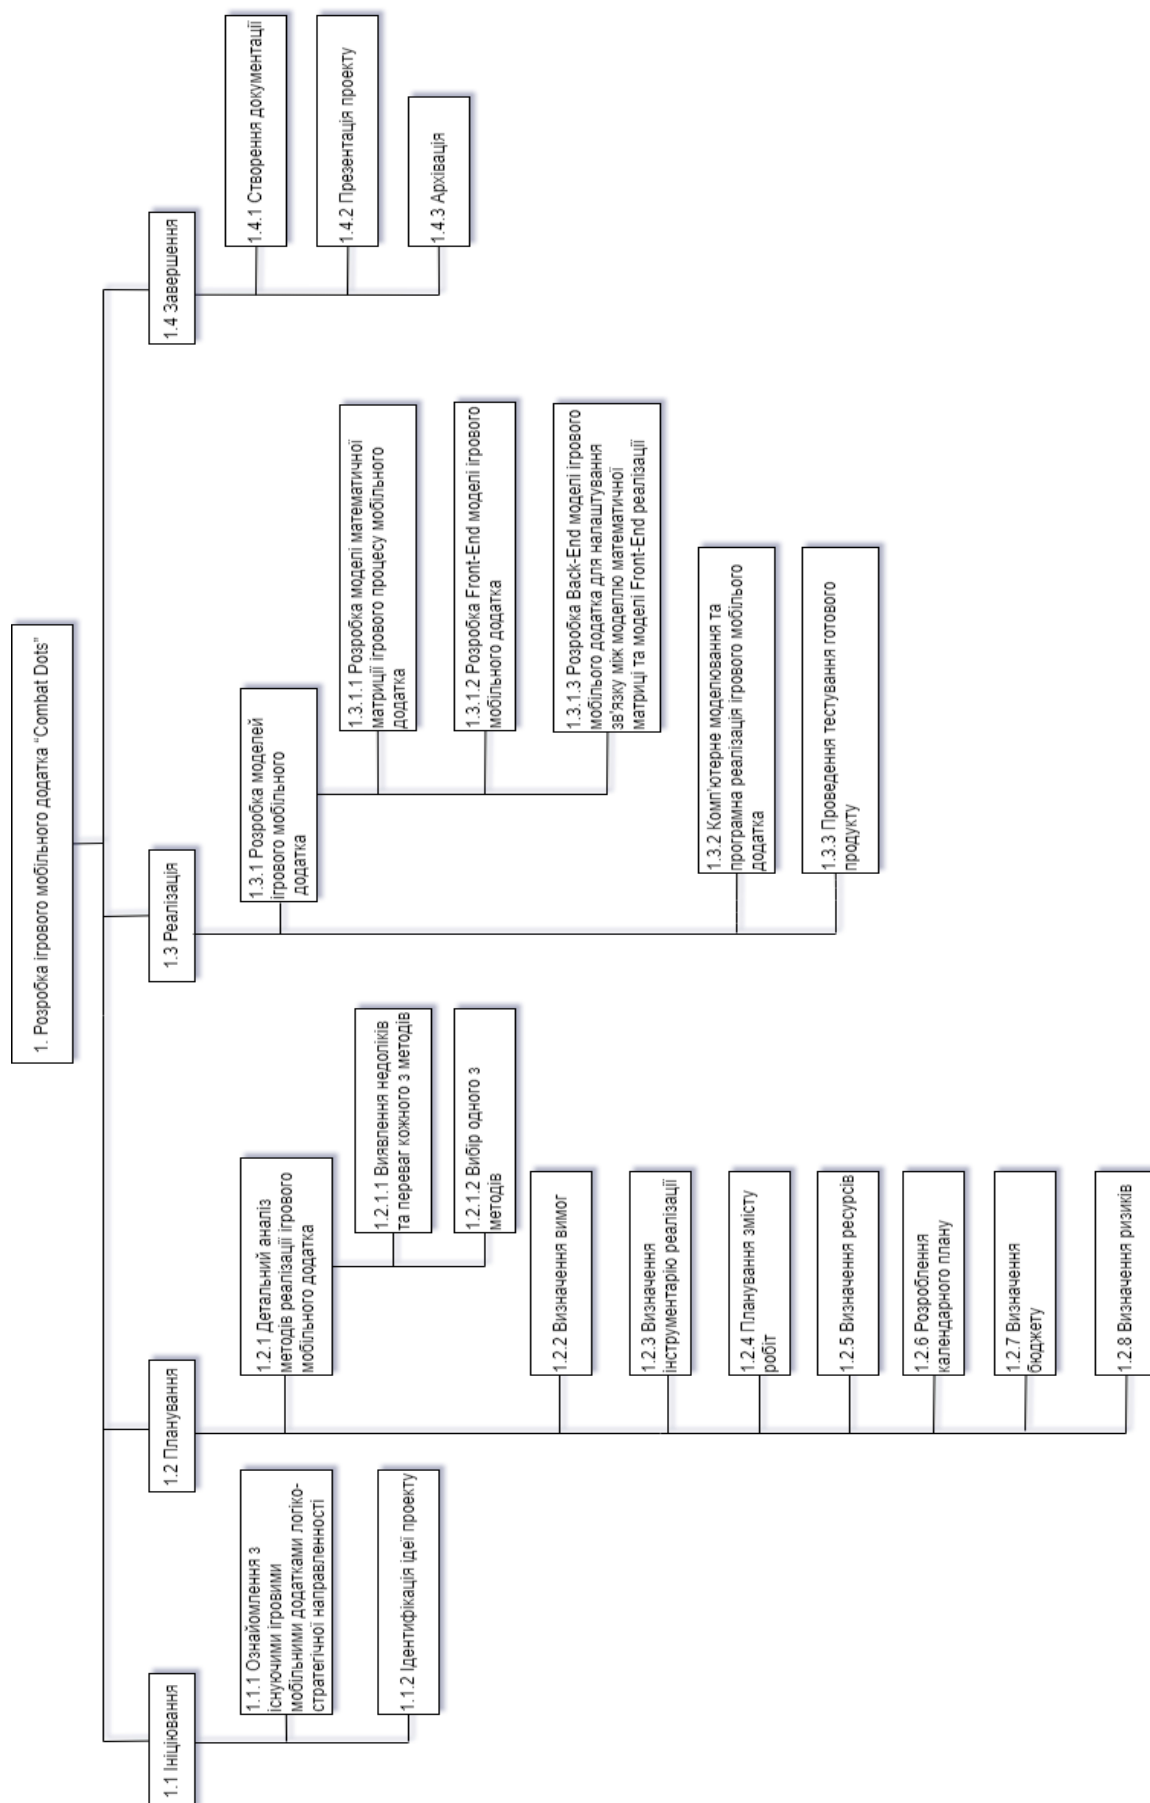 1. Розробка ігрового мобільного додатка “Combat Dots”
1.1 Ініціювання
1.1.1 Ознайомлення з
існуючими ігровими
мобільними додатками логіко-
стратегічної направленності
1.1.2 Ідентифікація ідеї проекту
1.2 Планування
1.2.1 Детальний аналіз
методів реалізації ігрового
мобільного додатка
1.2.1.1 Виявлення недоліків
та переваг кожного з методів
1.2.1.2 Вибір одного з
методів
1.2.2 Визначення вимог
1.2.3 Визначення
інструментарію реалізації
1.2.4 Планування змісту
робіт
1.2.5 Визначення ресурсів
1.2.6 Розроблення
календарного плану
1.2.7 Визначення
бюджету
1.2.8 Визначення ризиків
1.3 Реалізація
1.3.1 Розробка моделей
ігрового мобільного
додатка
1.3.1.1 Розробка моделі математичної
матриції ігрового процесу мобільного
додатка
1.3.1.2 Розробка Front-End моделі ігрового
мобільного додатка
1.3.1.3 Розробка Back-End моделі ігрового
мобільього додатка для налаштування
зв'язку між моделлю математичної
матриці та моделі Front-End реалізації
1.3.2 Комп'ютерне моделювання та
програмна реалізація ігрового мобілього
додатка
1.3.3 Проведення тестування готового
продукту
1.4 Завершення
1.4.1 Створення документації
1.4.2 Презентація проекту
1.4.3 Архівація